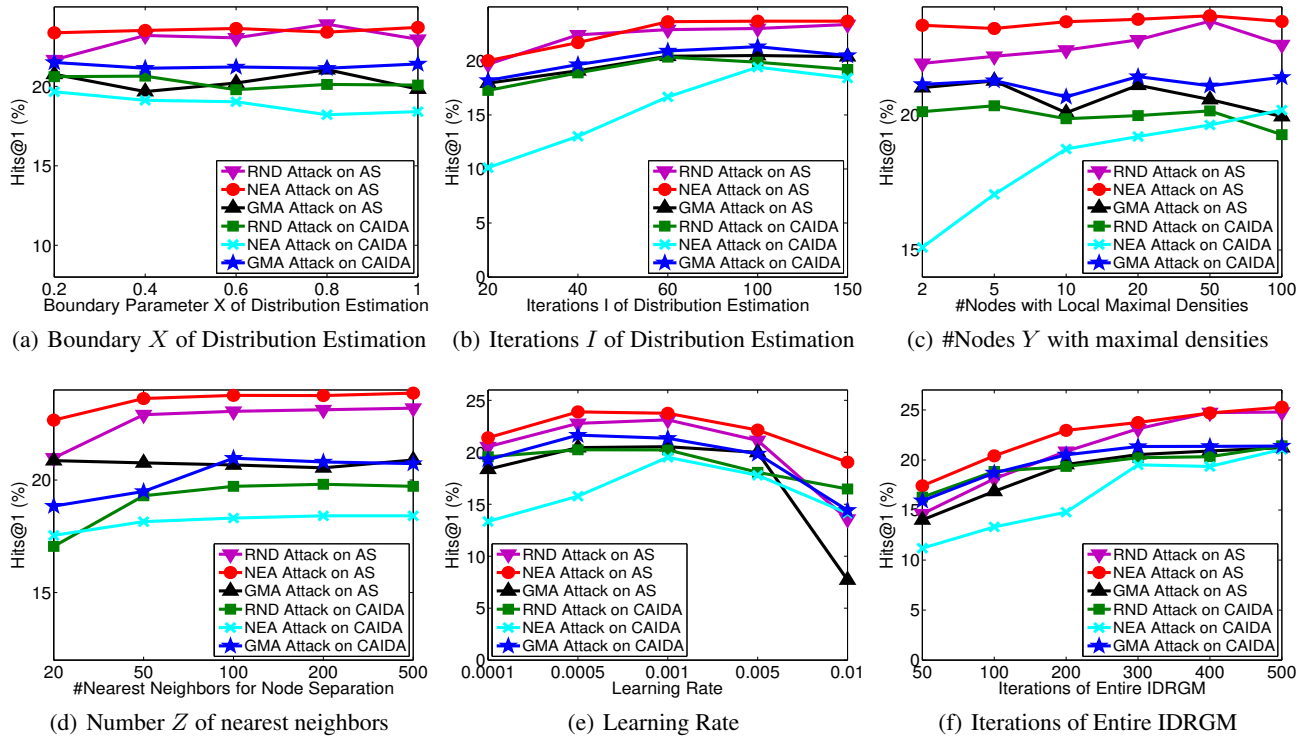 Hits@1 (%)
20
15
10
RND Attack on AS
NEA Attack on AS
GMA Attack on AS
RND Attack on CAIDA
NEA Attack on CAIDA
GMA Attack on CAIDA
0.2 0.4 0.6 0.8 1
Boundary Parameter X of Distribution Estimation
(a) Boundary X of Distribution Estimation
Hits@1 (%)
20
15
10
5
0
RND Attack on AS
NEA Attack on AS
GMA Attack on AS
RND Attack on CAIDA
NEA Attack on CAIDA
GMA Attack on CAIDA
20 40 60 100 150
Iterations I of Distribution Estimation
(b) Iterations I of Distribution Estimation
Hits@1 (%)
20
15
RND Attack on AS
NEA Attack on AS
GMA Attack on AS
RND Attack on CAIDA
NEA Attack on CAIDA
GMA Attack on CAIDA
2 5 10 20 50 100
#Nodes with Local Maximal Densities
(c) #Nodes Y with maximal densities
Hits@1 (%)
20
15
RND Attack on AS
NEA Attack on AS
GMA Attack on AS
RND Attack on CAIDA
NEA Attack on CAIDA
GMA Attack on CAIDA
20 50 100 200 500
#Nearest Neighbors for Node Separation
(d) Number Z of nearest neighbors
Hits@1 (%)
25
20
15
10
5
0
RND Attack on AS
NEA Attack on AS
GMA Attack on AS
RND Attack on CAIDA
NEA Attack on CAIDA
GMA Attack on CAIDA
0.0001 0.0005 0.001 0.005 0.01
Learning Rate
(e) Learning Rate
Hits@1 (%)
25
20
15
10
5
0
RND Attack on AS
NEA Attack on AS
GMA Attack on AS
RND Attack on CAIDA
NEA Attack on CAIDA
GMA Attack on CAIDA
50 100 200 300 400 500
Iterations of Entire IDRGM
(f) Iterations of Entire IDRGM